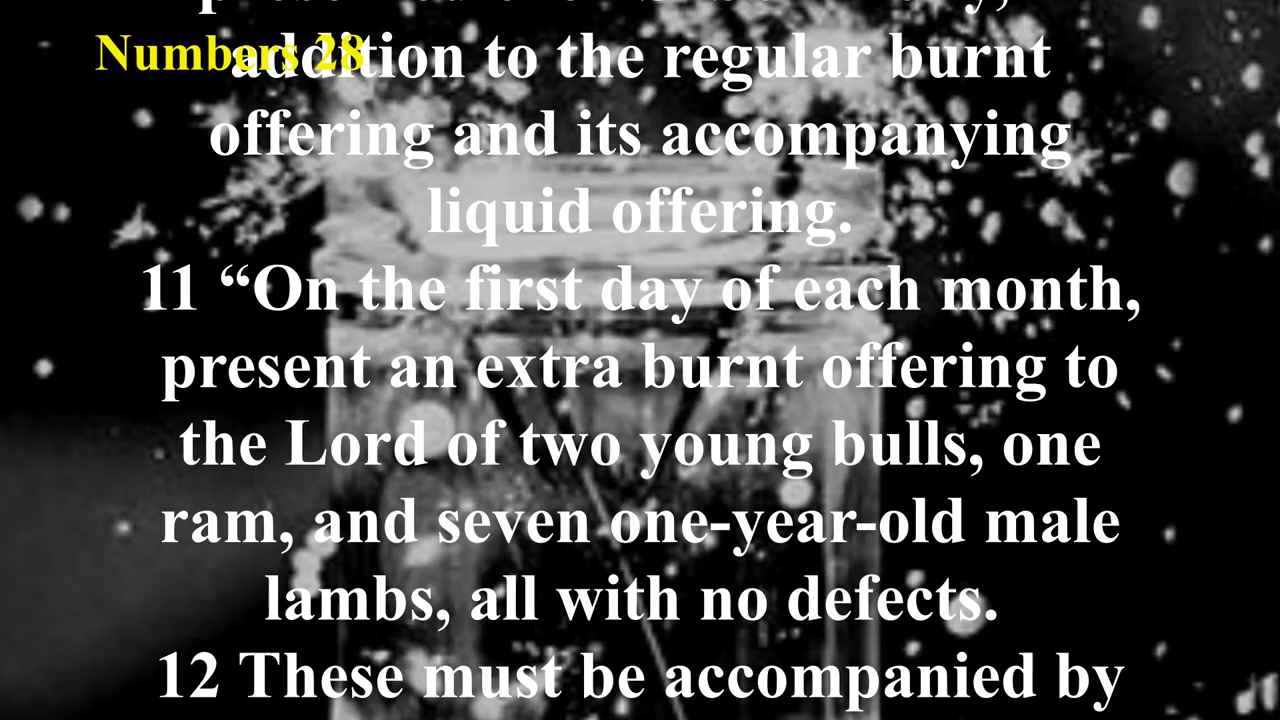 Numbers 28
addition to the regular burnt
offering and its accompanying
liquid offering.
11 “On the first day of each month,
present an extra burnt offering to
the Lord of two young bulls, one
ram, and seven one-year-old male
lambs, all with no defects.
12 These must be accompanied by